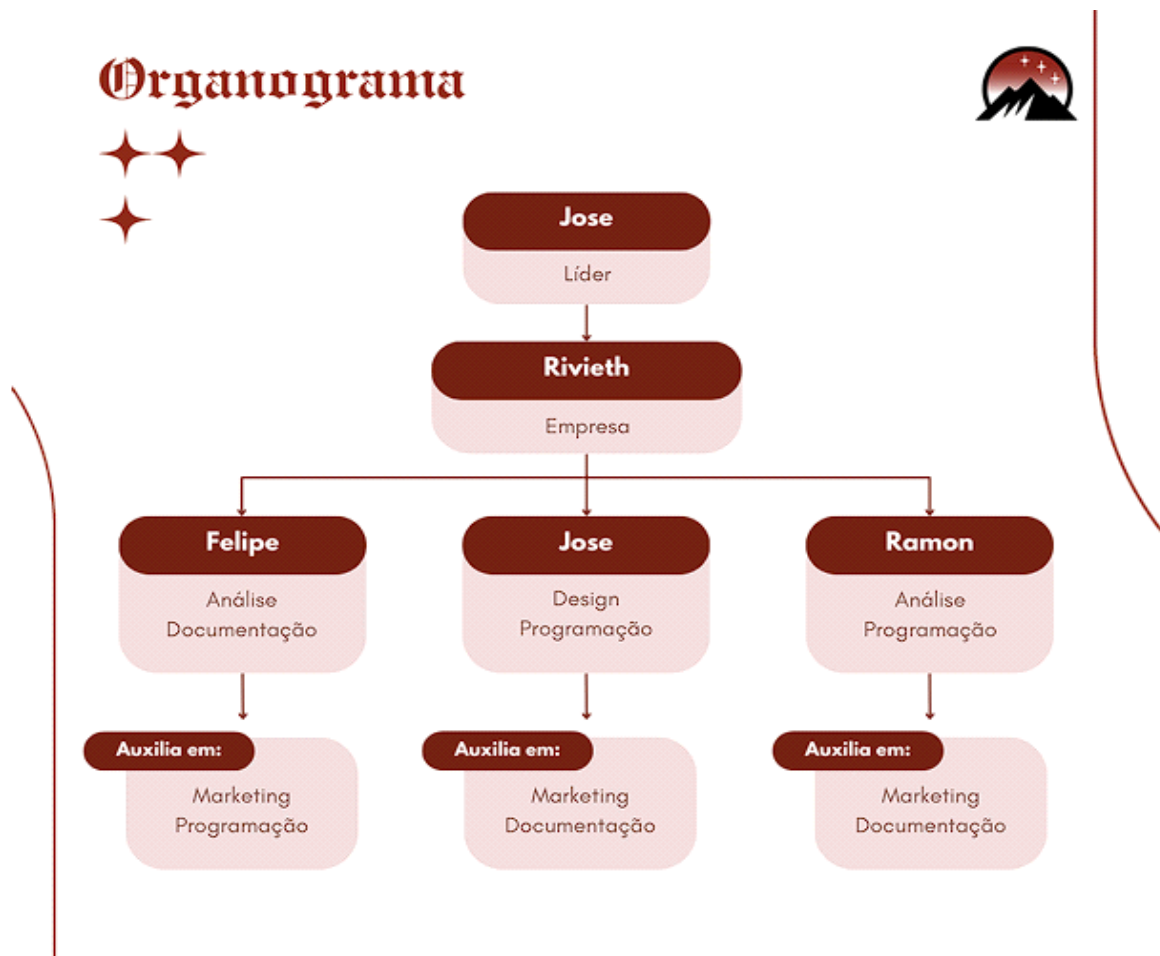 Organograma
Jose
Líder
Rivieth
Empresa
Felipe
Análise
Documentação
Jose
Design
Programação
Ramon
Análise
Programação
Auxilia em:
Marketing
Programação
Auxilia em:
Marketing
Documentação
Auxilia em:
Marketing
Documentação